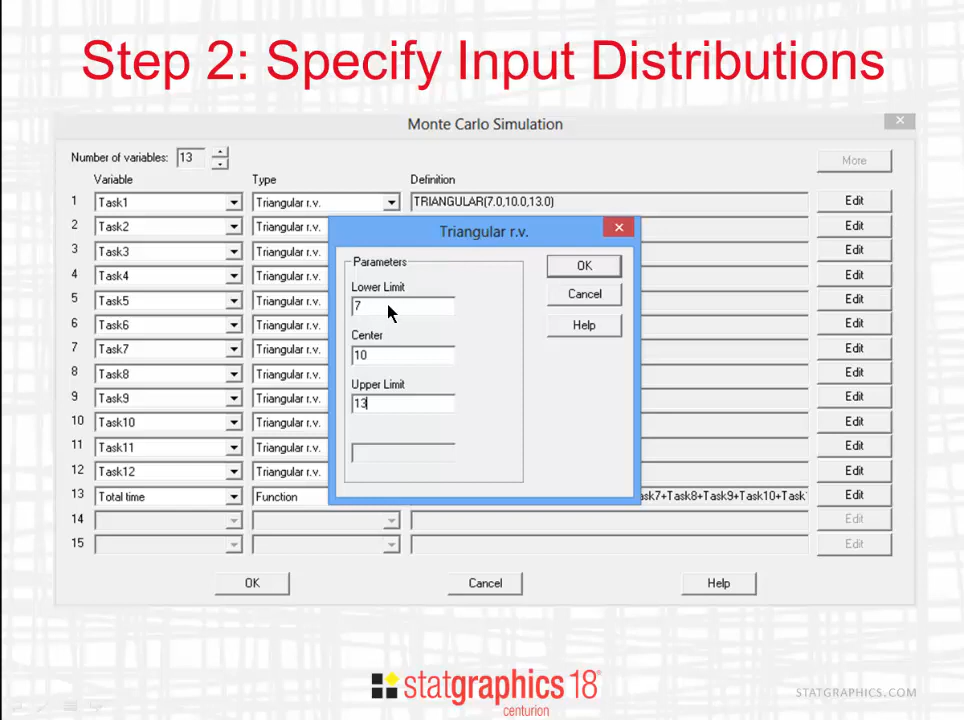 Step 2: Specify Input Distributions
Monte Carlo Simulation
Number of variables: 13
More
Variable Type Definition
1 Task1 Triangular r.v. TRIANGULAR(7.0,10.0,13.0) Edit
2 Task2 Triangular r.v. Edit
3 Task3 Triangular r.v. Edit
4 Task4 Triangular r.v. Edit
5 Task5 Triangular r.v. Edit
6 Task6 Triangular r.v. Edit
7 Task7 Triangular r.v. Edit
8 Task8 Triangular r.v. Edit
9 Task9 Triangular r.v. Edit
10 Task10 Triangular r.v. Edit
11 Task11 Triangular r.v. Edit
12 Task12 Triangular r.v. Edit
13 Total time Function ask7+Task8+Task9+Task10+Task Edit
14 Edit
15 Edit
OK Cancel Help
Triangular r.v.
Parameters
Lower Limit
7
Center
10
Upper Limit
13
OK
Cancel
Help
statgraphics 18®
centurion
STATGRAPHICS.COM